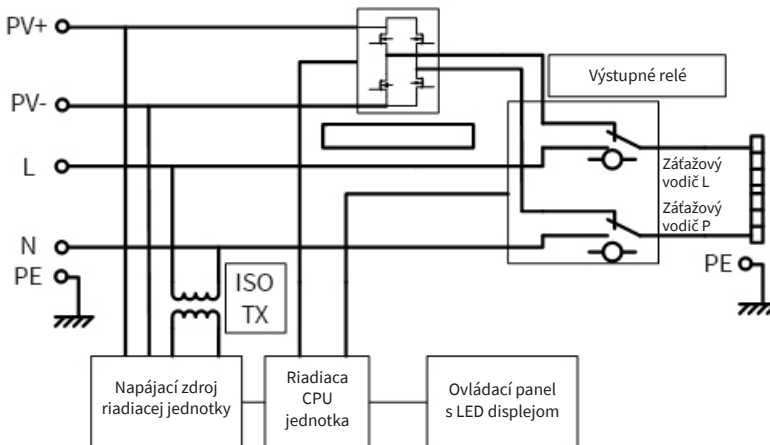 PV+
Výstupné relé
PV-
L
Záťažový
vodič L
Záťažový
vodič P
N
PE
PE
ISO
TX
Napájací zdroj
riadiacej jednotky
Riadiaca
CPU
jednotka
Ovládací panel
s LED displejom